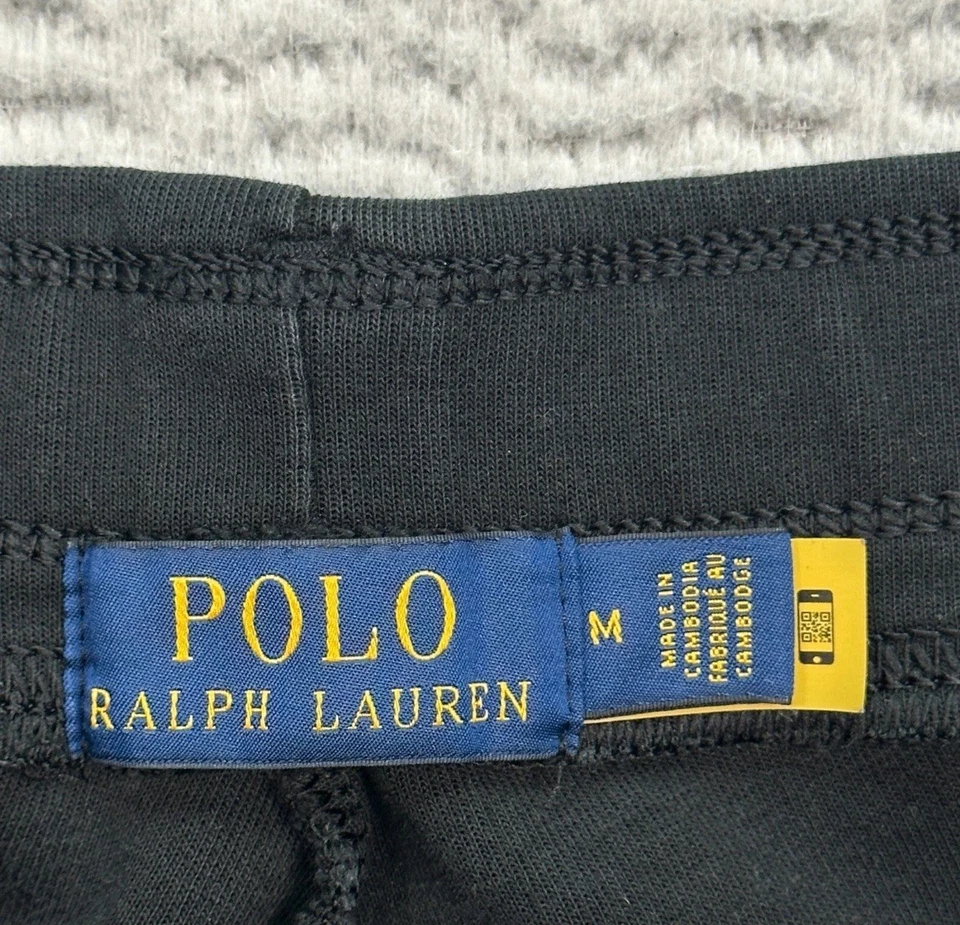 POLO
RALPH LAUREN
M
MADE IN
CAMBODIA
FABRIQUÉ AU
CAMBODGE